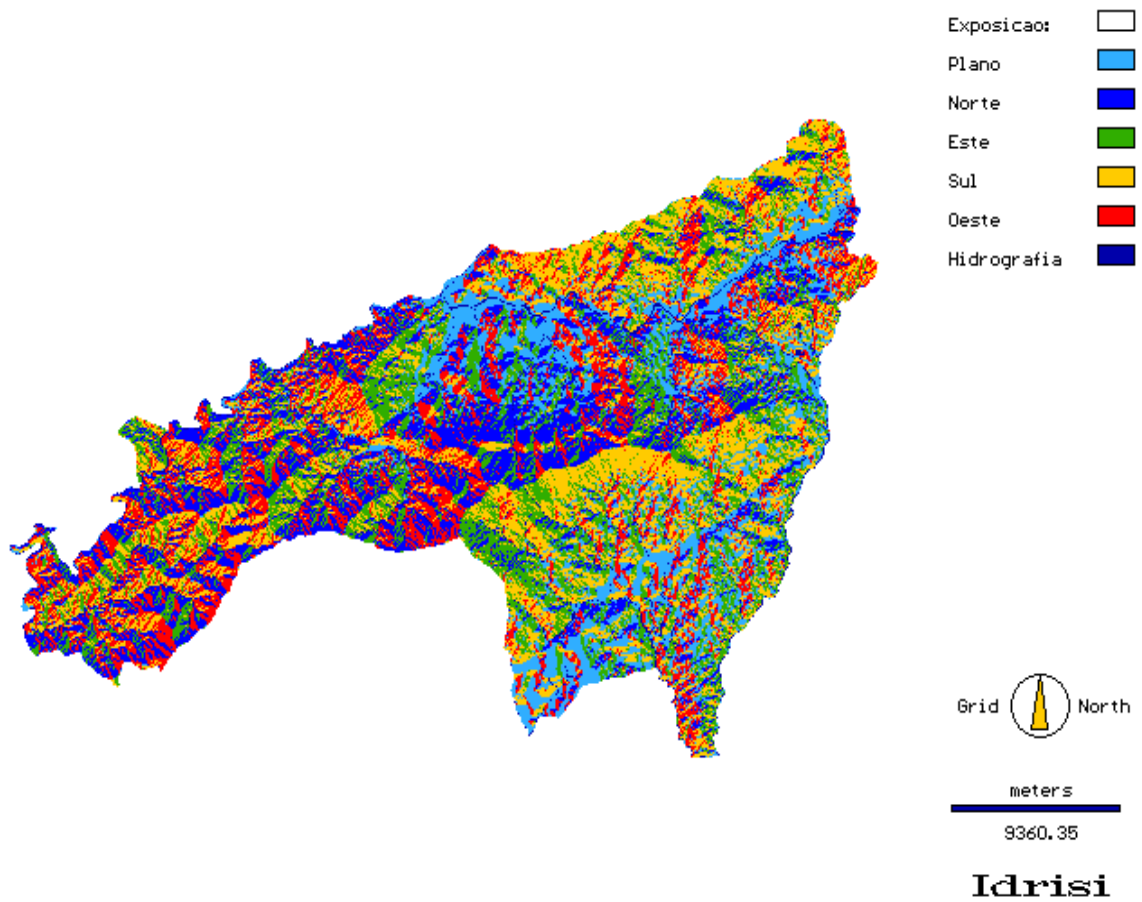 Exposicao:
Plano
Norte
Este
Sul
Oeste
Hidrografia
Grid North
meters
9360.35
Idrisi